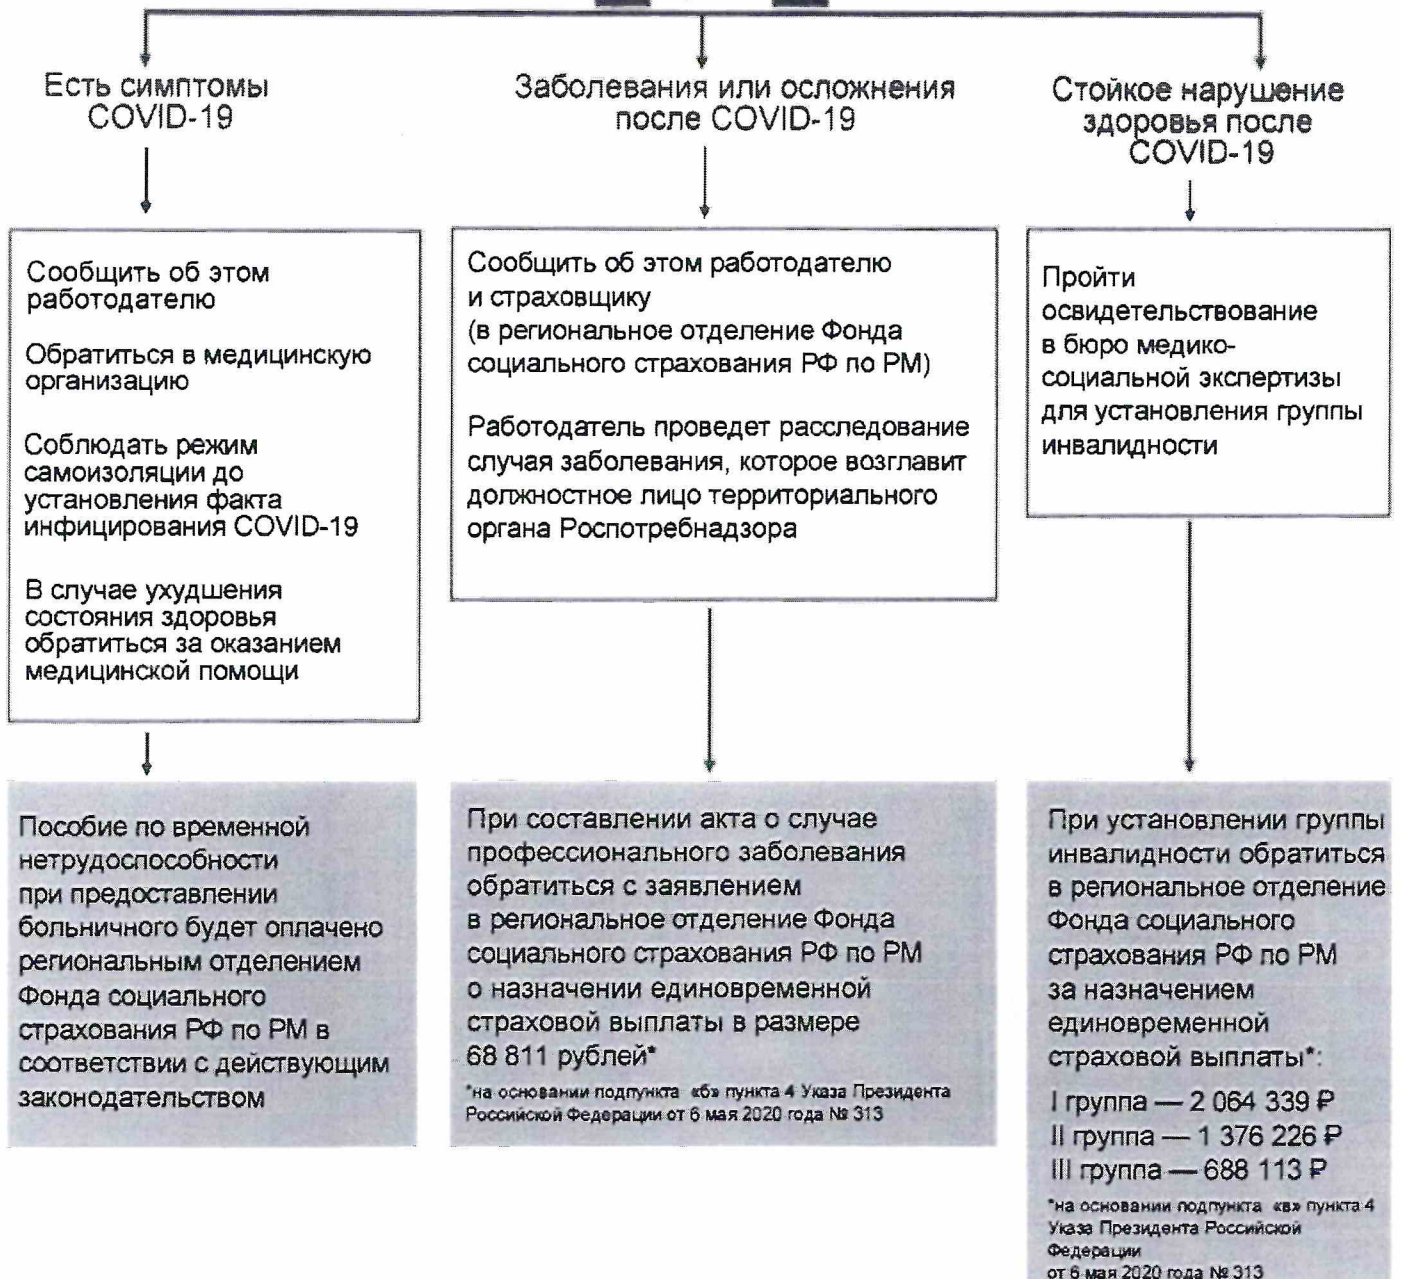 Есть симптомы
COVID-19
Заболевания или осложнения
после COVID-19
Стойкое нарушение
здоровья после
COVID-19
Сообщить об этом
работодателю
Обратиться в медицинскую
организацию
Соблюдать режим
самоизоляции до
установления факта
инфицирования COVID-19
В случае ухудшения
состояния здоровья
обратиться за оказанием
медицинской помощи
Сообщить об этом работодателю
и страховщику
(в региональное отделение Фонда
социального страхования РФ по РМ)
Работодатель проведет расследование
случая заболевания, которое возглавит
должностное лицо территориального
органа Роспотребнадзора
Пройти
освидетельствование
в бюро медико-
социальной экспертизы
для установления группы
инвалидности
Пособие по временной
нетрудоспособности
при предоставлении
больничного будет оплачено
региональным отделением
Фонда социального
страхования РФ по РМ в
соответствии с действующим
законодательством
При составлении акта о случае
профессионального заболевания
обратиться с заявлением
в региональное отделение Фонда
социального страхования РФ по РМ
о назначении единовременной
страховой выплаты в размере
68 811 рублей*
*на основании подпункта «б» пункта 4 Указа Президента
Российской Федерации от 6 мая 2020 года № 313
При установлении группы
инвалидности обратиться
в региональное отделение
Фонда социального
страхования РФ по РМ
за назначением
единовременной
страховой выплаты*:
I группа — 2 064 339 ₽
II группа — 1 376 226 ₽
III группа — 688 113 ₽
*на основании подпункта «в» пункта 4
Указа Президента Российской
Федерации
от 6 мая 2020 года № 313